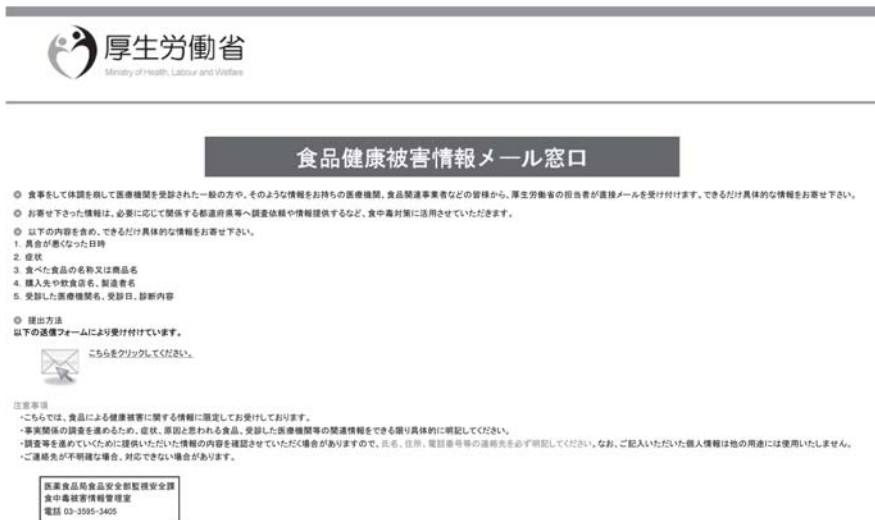 厚生労働省
Ministry of Health, Labour and Welfare
食品健康被害情報メール窓口
◎ 食事をして体調を崩して医療機関を受診された一般の方や、そのような情報をお持ちの医療機関、食品関連事業者などの皆様から、厚生労働省の担当者が直接メールを受け付けます。できるだけ具体的な情報をお寄せ下さい。
◎ お寄せ下さった情報は、必要に応じて関係する都道府県等へ調査依頼や情報提供するなど、食中毒対策に活用させていただきます。
◎ 以下の内容を含め、できるだけ具体的な情報をお寄せ下さい。
1. 具合が悪くなった日時
2. 症状
3. 食べた食品の名称又は商品名
4. 購入先や飲食店名、製造者名
5. 受診した医療機関名、受診日、診断内容
◎ 提出方法
以下の送信フォームにより受け付けています。
こちらをクリックしてください。
注意事項
・こちらでは、食品による健康被害に関する情報に限定してお受けしております。
・事実関係の調査を進めるため、症状、原因と思われる食品、受診した医療機関等の関連情報をできる限り具体的に明記してください。
・調査等を進めていくために提供いただいた情報の内容を確認させていただく場合がありますので、氏名、住所、電話番号等の連絡先を必ず明記してください。なお、ご記入いただいた個人情報は他の用途には使用いたしません。
・ご連絡先が不明確な場合、対応できない場合があります。
医薬食品局食品安全部監視安全課
食中毒被害情報管理室
電話 03-3595-3405